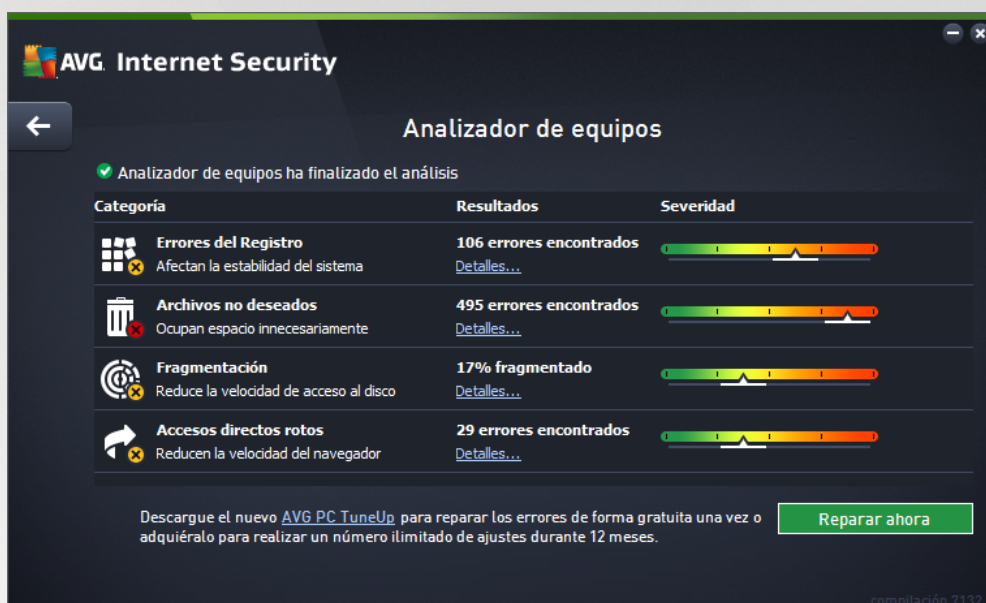 AVG. Internet Security
Analizador de equipos
Analizador de equipos ha finalizado el análisis
Categoría Resultados Severidad
Errores del Registro 106 errores encontrados
Afectan la estabilidad del sistema Detalles...
Archivos no deseados 495 errores encontrados
Ocupan espacio innecesariamente Detalles...
Fragmentación 17% fragmentado
Reduce la velocidad de acceso al disco Detalles...
Accesos directos rotos 29 errores encontrados
Reducen la velocidad del navegador Detalles...
Descargue el nuevo AVG PC TuneUp para reparar los errores de forma gratuita una vez o
adquiéralo para realizar un número ilimitado de ajustes durante 12 meses.
Reparar ahora
compilación 7132